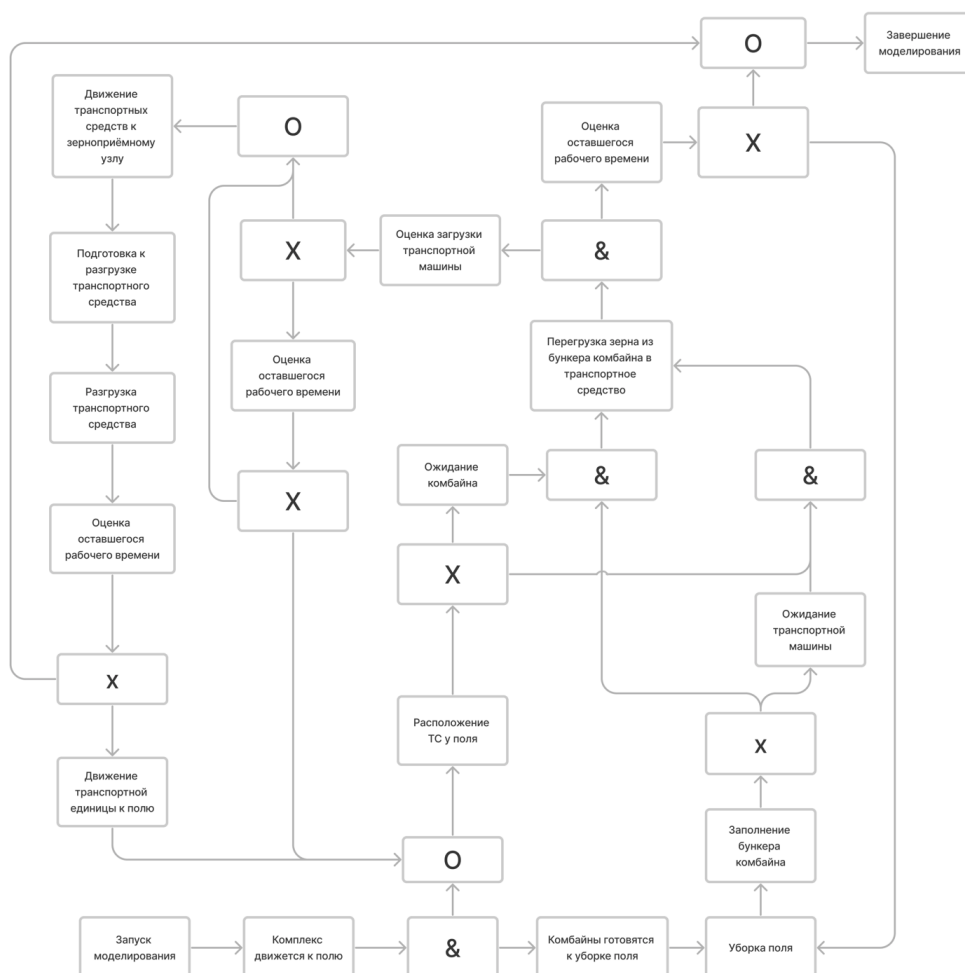 O
Завершение
моделирования
Движение
транспортных
средств к
зерноприёмному
узлу
O
Оценка
оставшегося
рабочего времени
X
Подготовка к
разгрузке
транспортного
средства
X
Оценка загрузки
транспортной
машины
&
Разгрузка
транспортного
средства
Оценка
оставшегося
рабочего времени
Перегрузка зерна из
бункера комбайна в
транспортное
средство
Оценка
оставшегося
рабочего времени
X
Ожидание
комбайна
&
&
X
Ожидание
транспортной
машины
X
Расположение
ТС у поля
X
Движение
транспортной
единицы к полю
O
Заполнение
бункера
комбайна
Запуск
моделирования
Комплекс
движется к полю
&
Комбайны готовятся
к уборке поля
Уборка поля